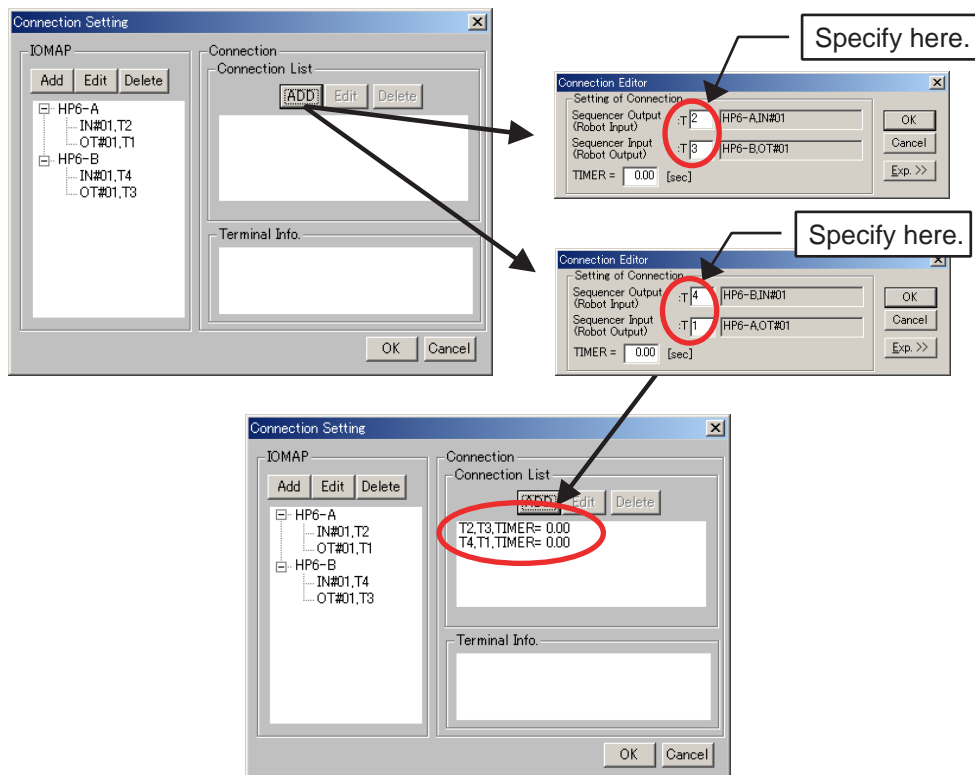 Connection Setting
IOMAP
Add Edit Delete
HP6-A
IN#01,T2
OT#01,T1
HP6-B
IN#01,T4
OT#01,T3
Connection
Connection List
ADD Edit Delete
Terminal Info.
OK Cancel
Specify here.
Connection Editor
Setting of Connection
Sequencer Output
(Robot Input)
:T 2 HP6-A,IN#01
Sequencer Input
(Robot Output)
:T 3 HP6-B,OT#01
TIMER = 0.00 [sec]
OK
Cancel
Exp. >>
Specify here.
Connection Editor
Setting of Connection
Sequencer Output
(Robot Input)
:T 4 HP6-B,IN#01
Sequencer Input
(Robot Output)
:T 1 HP6-A,OT#01
TIMER = 0.00 [sec]
OK
Cancel
Exp. >>
Connection Setting
IOMAP
Add Edit Delete
HP6-A
IN#01,T2
OT#01,T1
HP6-B
IN#01,T4
OT#01,T3
Connection
Connection List
ADD Edit Delete
T2,T3,TIMER= 0.00
T4,T1,TIMER= 0.00
Terminal Info.
OK Cancel